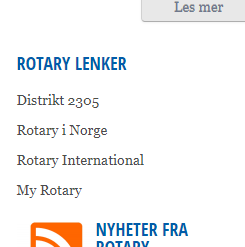 Les mer
ROTARY LENKER
Distrikt 2305
Rotary i Norge
Rotary International
My Rotary
NYHETER FRA
ROTARY